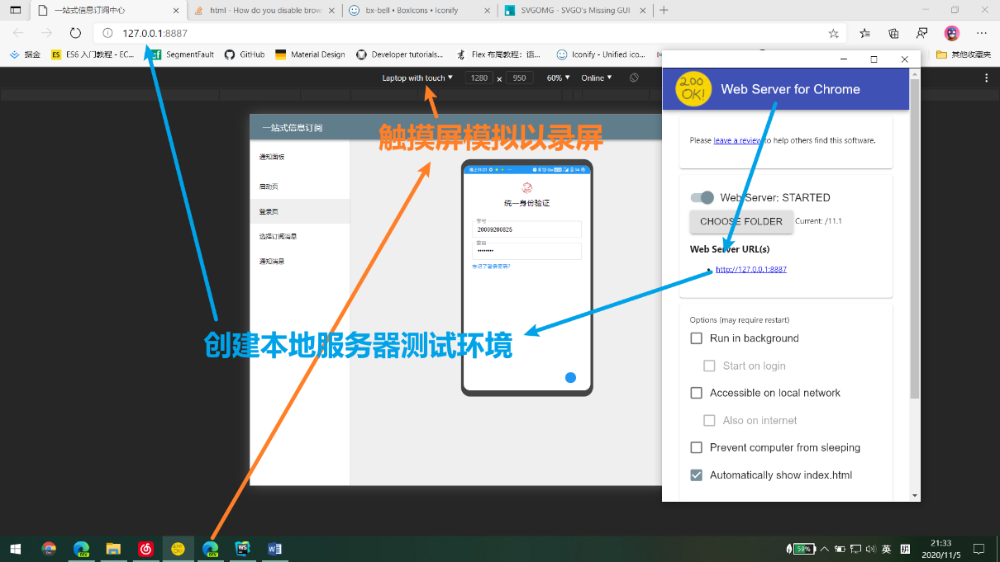 一站式信息订阅中心
html - How do you disable brow
bx-bell • BoxIcons • Iconify
SVGOMG - SVGO's Missing GUI
127.0.0.1:8887
掘金
ES6 入门教程 - EC...
SegmentFault
GitHub
Material Design
Developer tutorials...
Flex 布局教程：语...
Iconify - Unified ico...
其他收藏夹
Laptop with touch
1280
950
60%
Online
一站式信息订阅
触摸屏模拟以录屏
通知面板
启动页
登录页
选择订阅消息
通知消息
统一身份验证
学号
20009200825
密码
••••••••
忘记了登录密码?
创建本地服务器测试环境
200 OK!
Web Server for Chrome
Please leave a review to help others find this software.
Web Server: STARTED
CHOOSE FOLDER
Current: /11.1
Web Server URL(s)
http://127.0.0.1:8887
Options (may require restart)
Run in background
Start on login
Accessible on local network
Also on internet
Prevent computer from sleeping
Automatically show index.html
59%
英
拼
21:33
2020/11/5